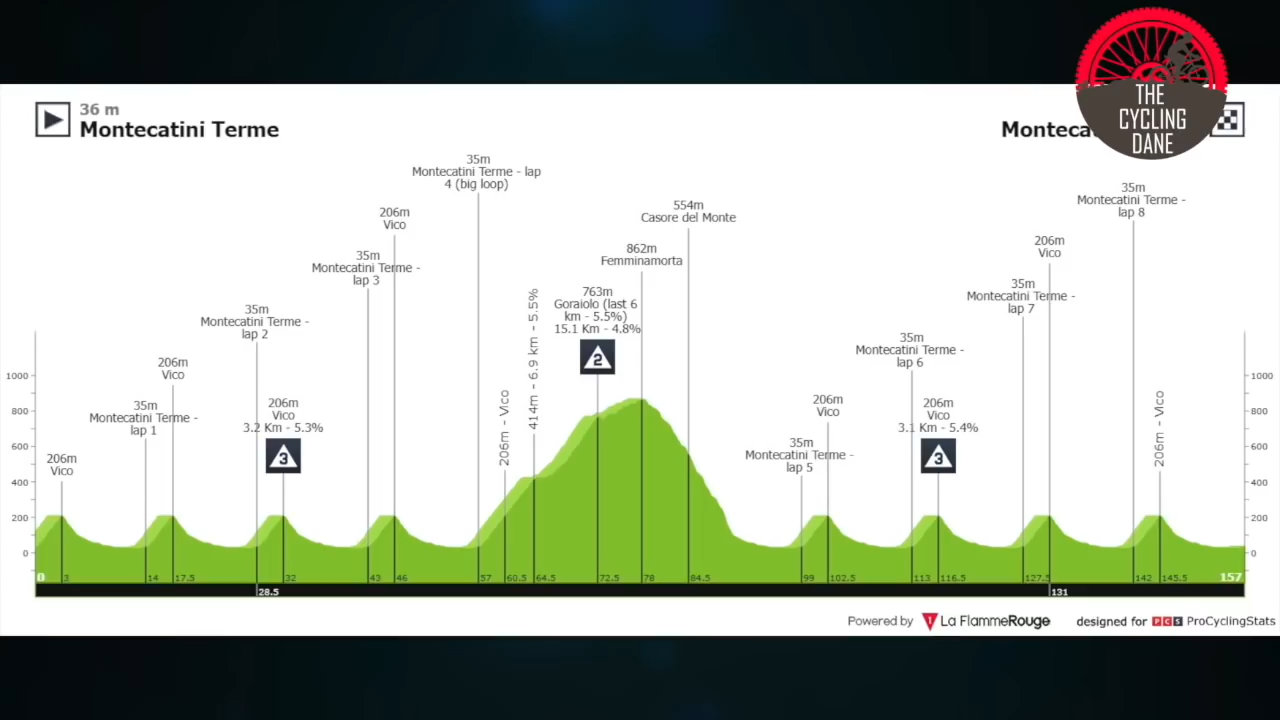 THE
CYCLING
DANE
36 m
Montecatini Terme
Monteca
35m
Montecatini Terme - lap
4 (big loop)
35m
Montecatini Terme -
lap 8
554m
Casore del Monte
206m
Vico
206m
Vico
862m
Femminamorta
35m
Montecatini Terme -
lap 3
35m
Montecatini Terme -
lap 7
763m
Goraiolo (last 6
km - 5.5%)
15.1 Km - 4.8%
2
414m - 6.9 km - 5.5%
35m
Montecatini Terme -
lap 2
35m
Montecatini Terme -
lap 6
206m
Vico
206m - Vico
206m - Vico
35m
Montecatini Terme -
lap 1
206m
Vico
3.2 Km - 5.3%
3
206m
Vico
206m
Vico
3.1 Km - 5.4%
3
35m
Montecatini Terme -
lap 5
206m
Vico
1000
800
600
400
200
0
1000
800
600
400
200
0
0 3 14 17.5 32 43 46 57 60.5 64.5 72.5 78 84.5 99 102.5 113 116.5 127.5 142 145.5 157
28.5 131
Powered by La FlammeRouge designed for PCS ProCyclingStats